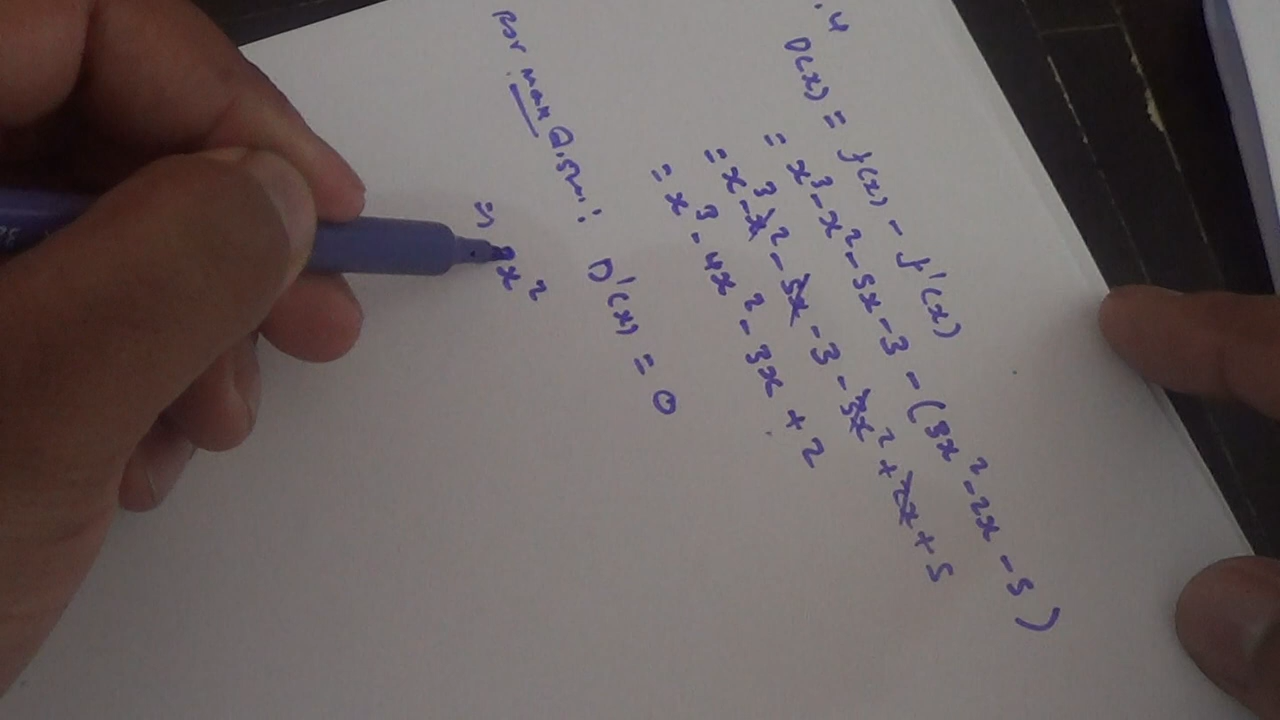 .4
D(x) = f(x) - f'(x)
= x³ - x² - 5x - 3 - (3x² - 2x - 5)
= x³ - x² - 5x - 3 - 3x² + 2x + 5
= x³ - 4x² - 3x + 2
For max : D'(x) = 0
⇒ x²